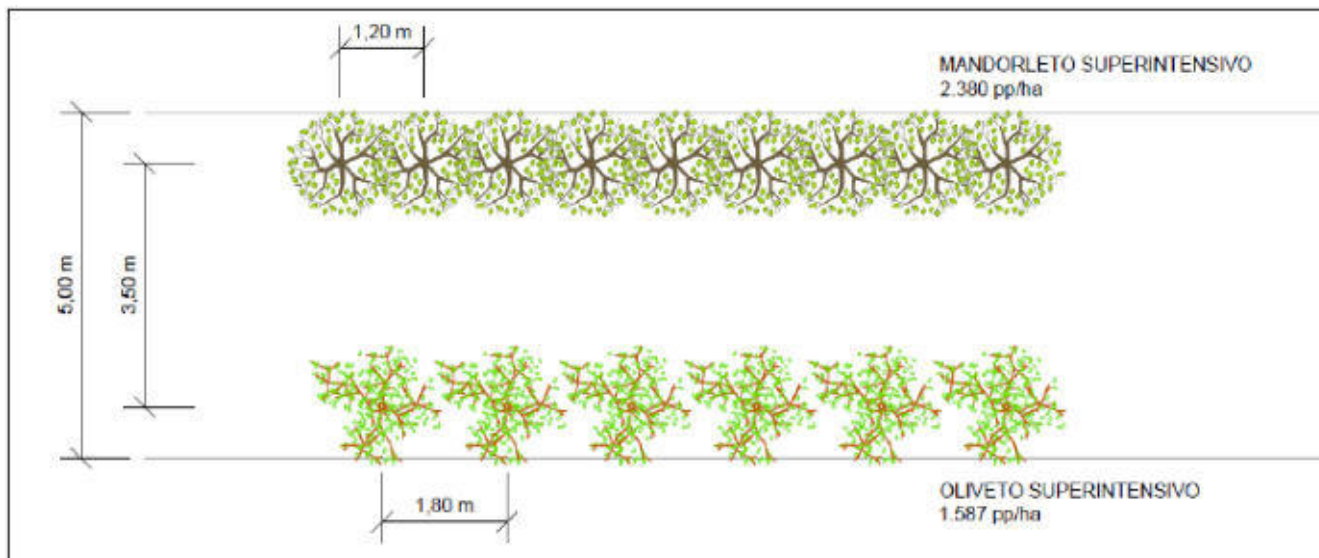 1,20 m
MANDORLETO SUPERINTENSIVO
2.380 pp/ha
5,00 m
3,50 m
1,80 m
OLIVETO SUPERINTENSIVO
1.587 pp/ha